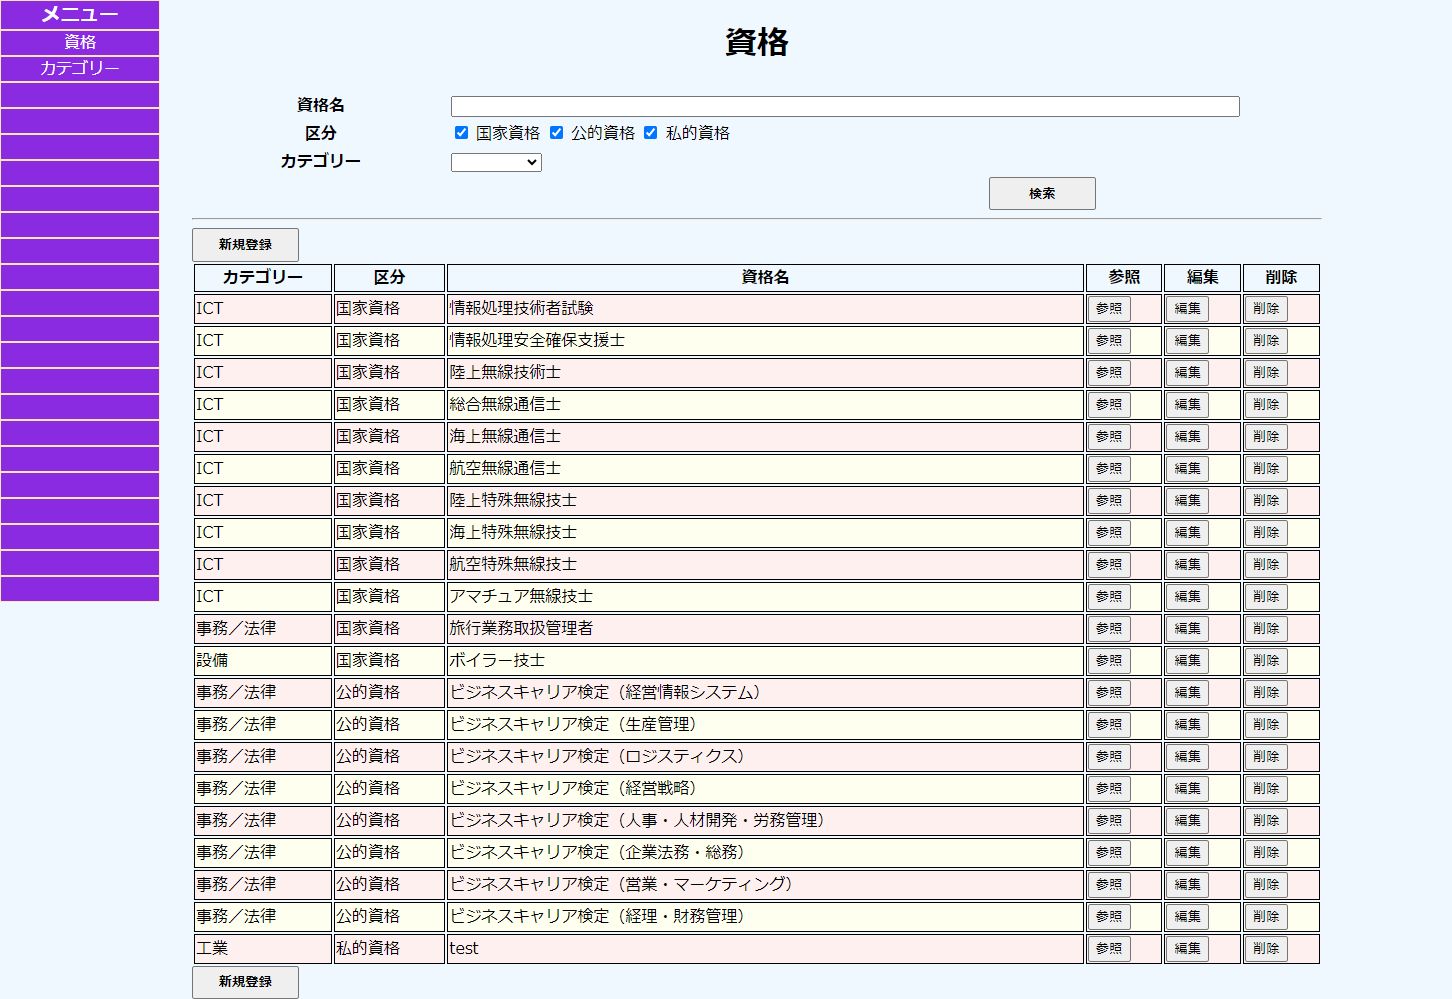 メニュー
資格
カテゴリー
資格
資格名
区分 国家資格 公的資格 私的資格
カテゴリー
検索
新規登録
カテゴリー 区分 資格名 参照 編集 削除
ICT 国家資格 情報処理技術者試験 参照 編集 削除
ICT 国家資格 情報処理安全確保支援士 参照 編集 削除
ICT 国家資格 陸上無線技術士 参照 編集 削除
ICT 国家資格 総合無線通信士 参照 編集 削除
ICT 国家資格 海上無線通信士 参照 編集 削除
ICT 国家資格 航空無線通信士 参照 編集 削除
ICT 国家資格 陸上特殊無線技士 参照 編集 削除
ICT 国家資格 海上特殊無線技士 参照 編集 削除
ICT 国家資格 航空特殊無線技士 参照 編集 削除
ICT 国家資格 アマチュア無線技士 参照 編集 削除
事務／法律 国家資格 旅行業務取扱管理者 参照 編集 削除
設備 国家資格 ボイラー技士 参照 編集 削除
事務／法律 公的資格 ビジネスキャリア検定（経営情報システム） 参照 編集 削除
事務／法律 公的資格 ビジネスキャリア検定（生産管理） 参照 編集 削除
事務／法律 公的資格 ビジネスキャリア検定（ロジスティクス） 参照 編集 削除
事務／法律 公的資格 ビジネスキャリア検定（経営戦略） 参照 編集 削除
事務／法律 公的資格 ビジネスキャリア検定（人事・人材開発・労務管理） 参照 編集 削除
事務／法律 公的資格 ビジネスキャリア検定（企業法務・総務） 参照 編集 削除
事務／法律 公的資格 ビジネスキャリア検定（営業・マーケティング） 参照 編集 削除
事務／法律 公的資格 ビジネスキャリア検定（経理・財務管理） 参照 編集 削除
工業 私的資格 test 参照 編集 削除
新規登録